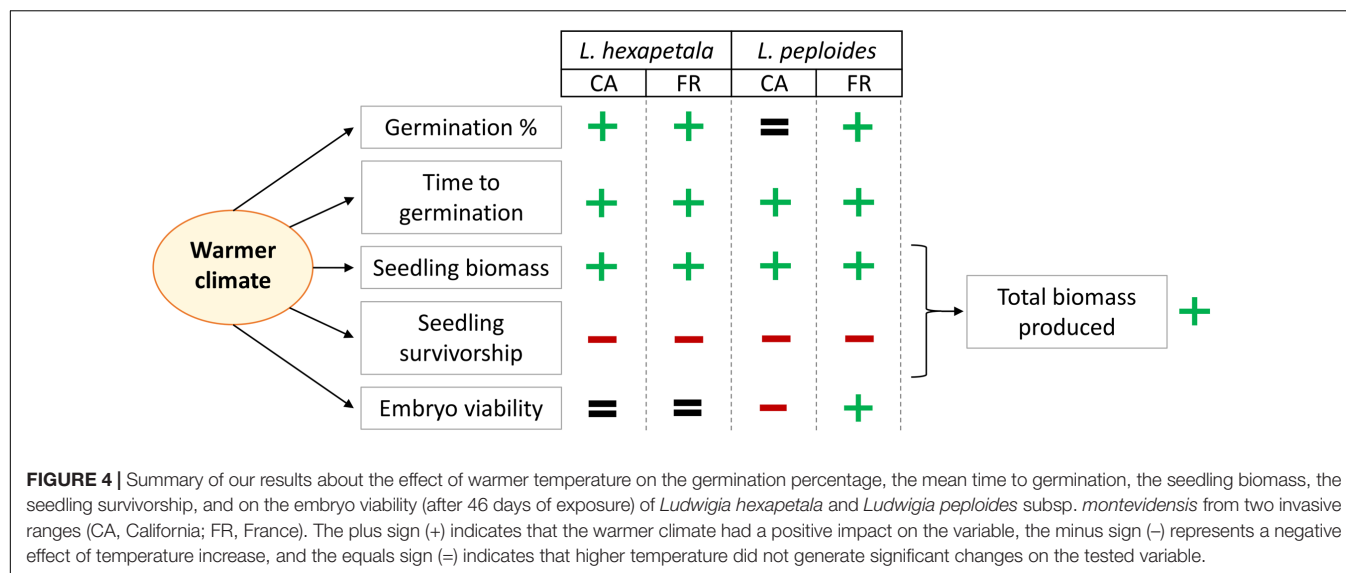 L. hexapetala L. peploides
CA FR CA FR
Germination % + + = +
Time to
germination + + + +
Warmer
climate
Seedling biomass + + + +
Total biomass
produced +
Seedling
survivorship – – – –
Embryo viability = = – +
FIGURE 4 | Summary of our results about the effect of warmer temperature on the germination percentage, the mean time to germination, the seedling biomass, the
seedling survivorship, and on the embryo viability (after 46 days of exposure) of Ludwigia hexapetala and Ludwigia peploides subsp. montevidensis from two invasive
ranges (CA, California; FR, France). The plus sign (+) indicates that the warmer climate had a positive impact on the variable, the minus sign (–) represents a negative
effect of temperature increase, and the equals sign (=) indicates that higher temperature did not generate significant changes on the tested variable.